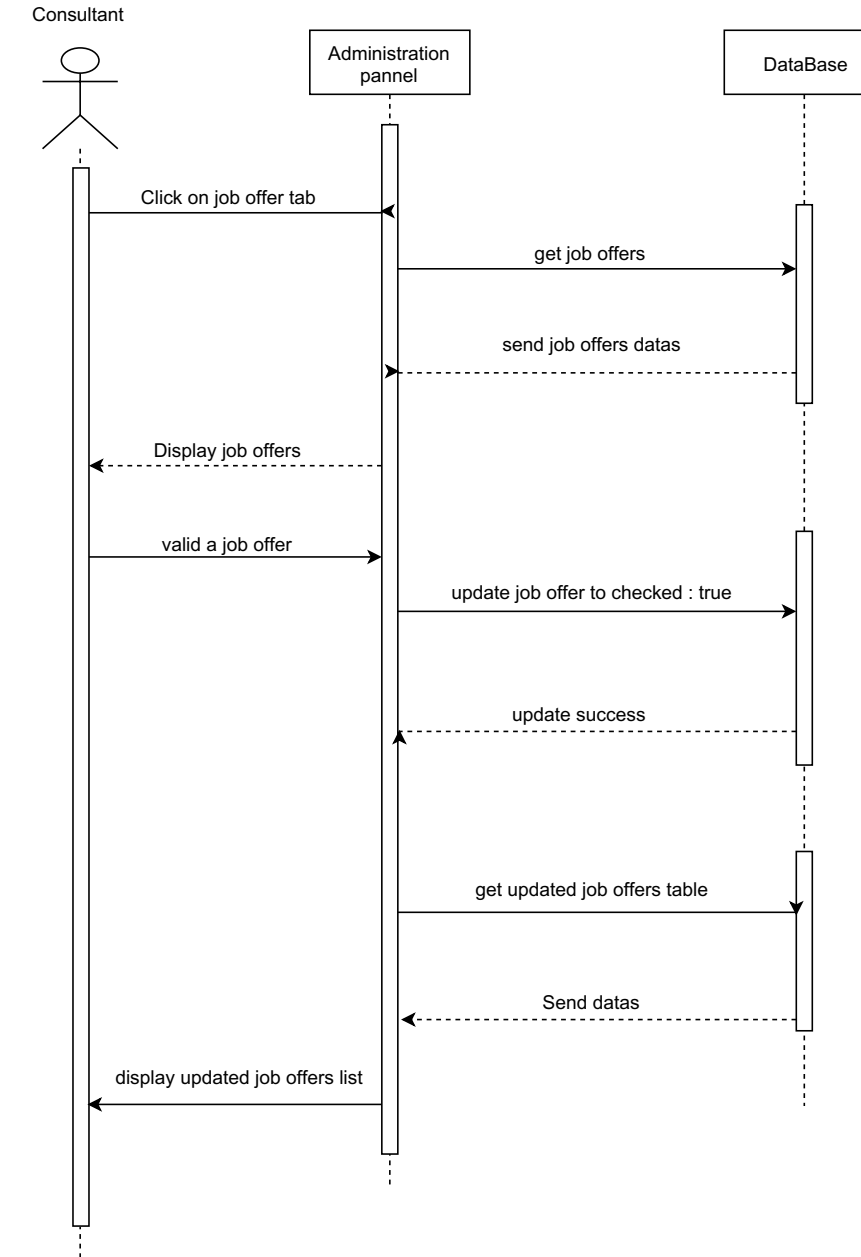 Consultant
Administration
pannel
DataBase
Click on job offer tab
get job offers
send job offers datas
Display job offers
valid a job offer
update job offer to checked : true
update success
get updated job offers table
Send datas
display updated job offers list